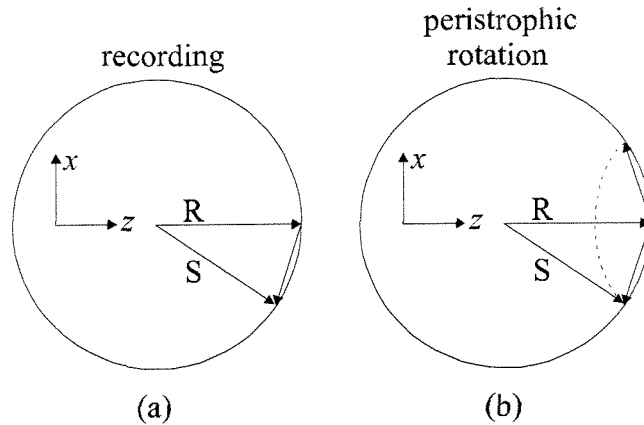 recording
x
z
R
S
(a)
peristrophic
rotation
x
z
R
S
(b)